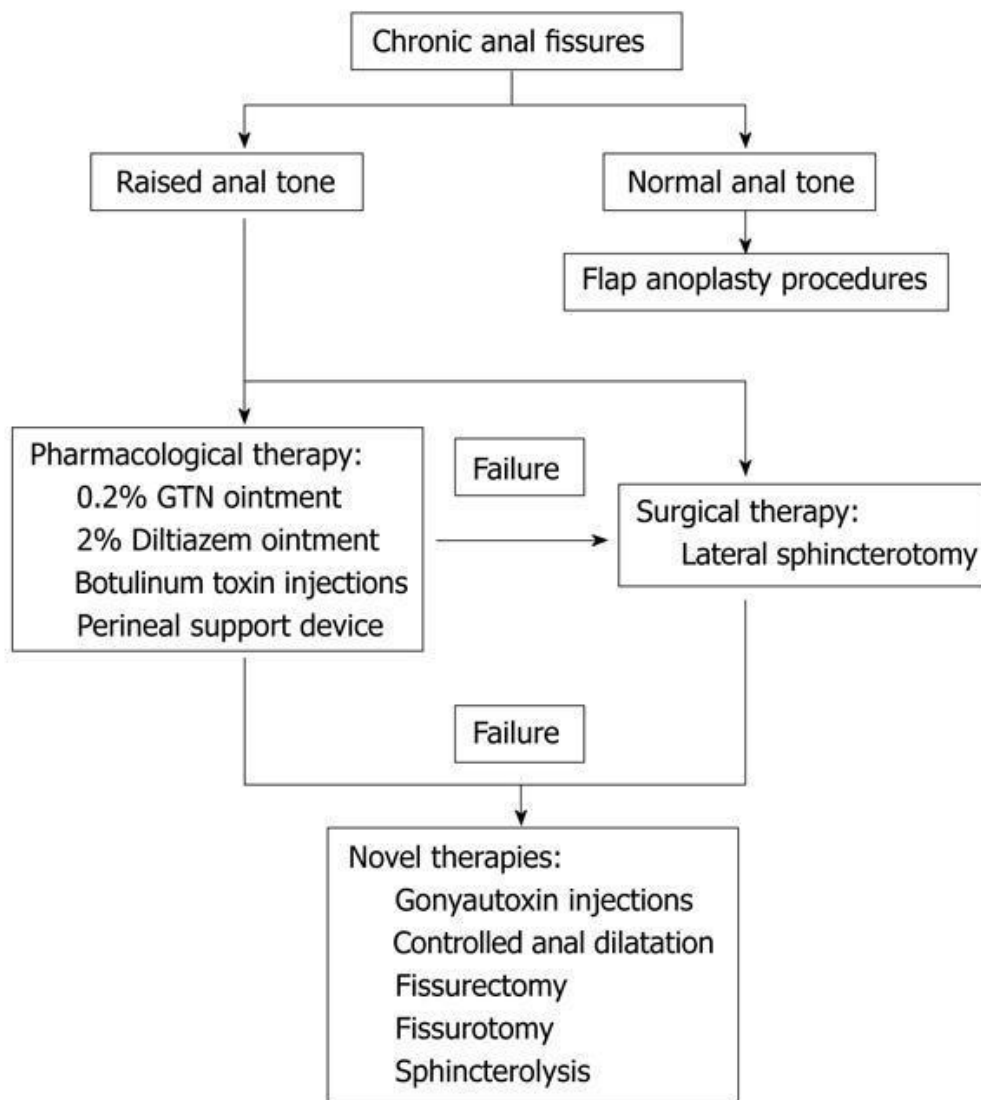 Chronic anal fissures
Raised anal tone
Normal anal tone
Flap anoplasty procedures
Pharmacological therapy:
0.2% GTN ointment
2% Diltiazem ointment
Botulinum toxin injections
Perineal support device
Failure
Surgical therapy:
Lateral sphincterotomy
Failure
Novel therapies:
Gonyautoxin injections
Controlled anal dilatation
Fissurectomy
Fissurotomy
Sphincterolysis